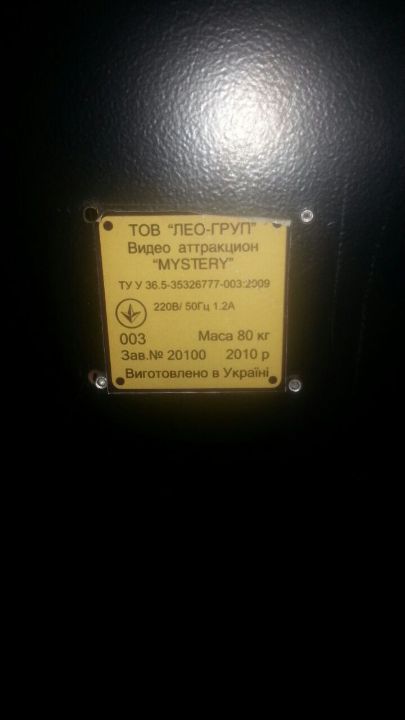 ТОВ "ЛЕО-ГРУП"
Видео аттракцион
"MYSTERY"
ТУ У 36.5-35326777-003:2009
220В/ 50Гц 1.2А
003 Маса 80 кг
Зав.№ 20100 2010 р
Виготовлено в Україні